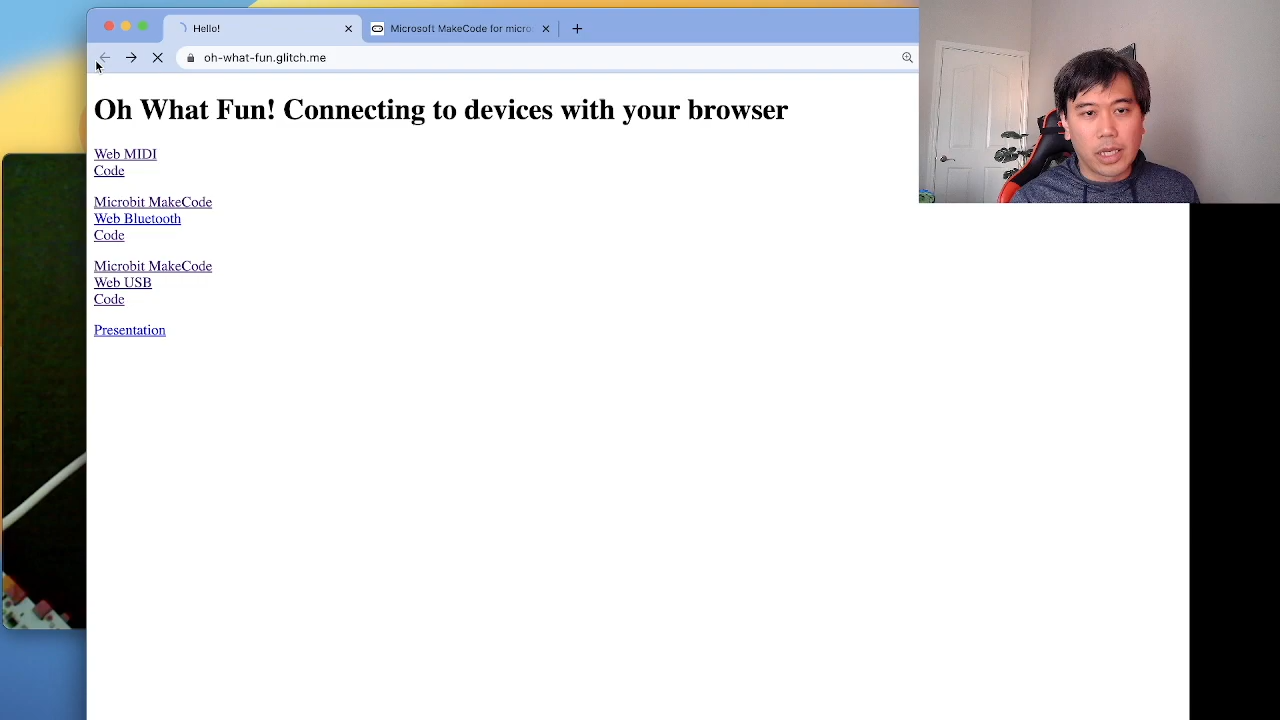 Hello!
Microsoft MakeCode for micro
oh-what-fun.glitch.me
Oh What Fun! Connecting to devices with your browser
Web MIDI
Code
Microbit MakeCode
Web Bluetooth
Code
Microbit MakeCode
Web USB
Code
Presentation